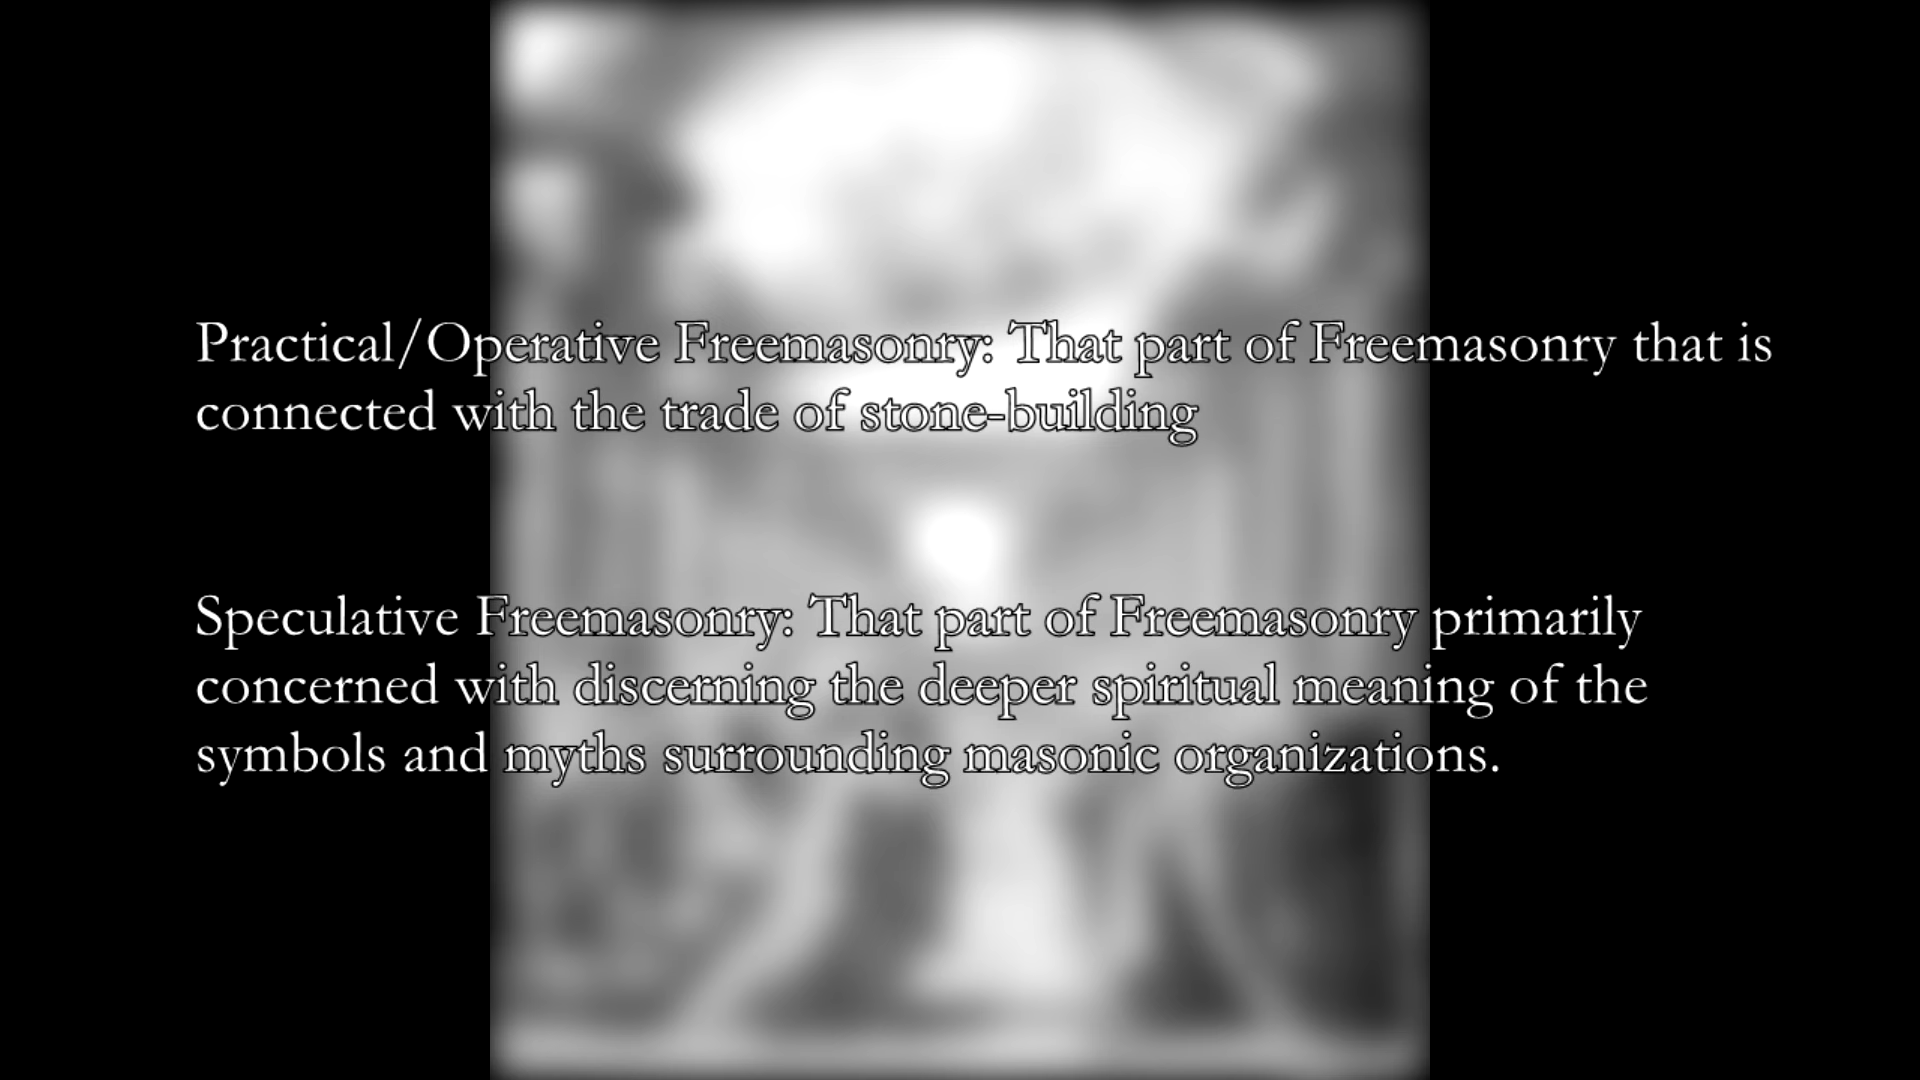 Practical/Operative Freemasonry: That part of Freemasonry that is
connected with the trade of stone-building
Speculative Freemasonry: That part of Freemasonry primarily
concerned with discerning the deeper spiritual meaning of the
symbols and myths surrounding masonic organizations.